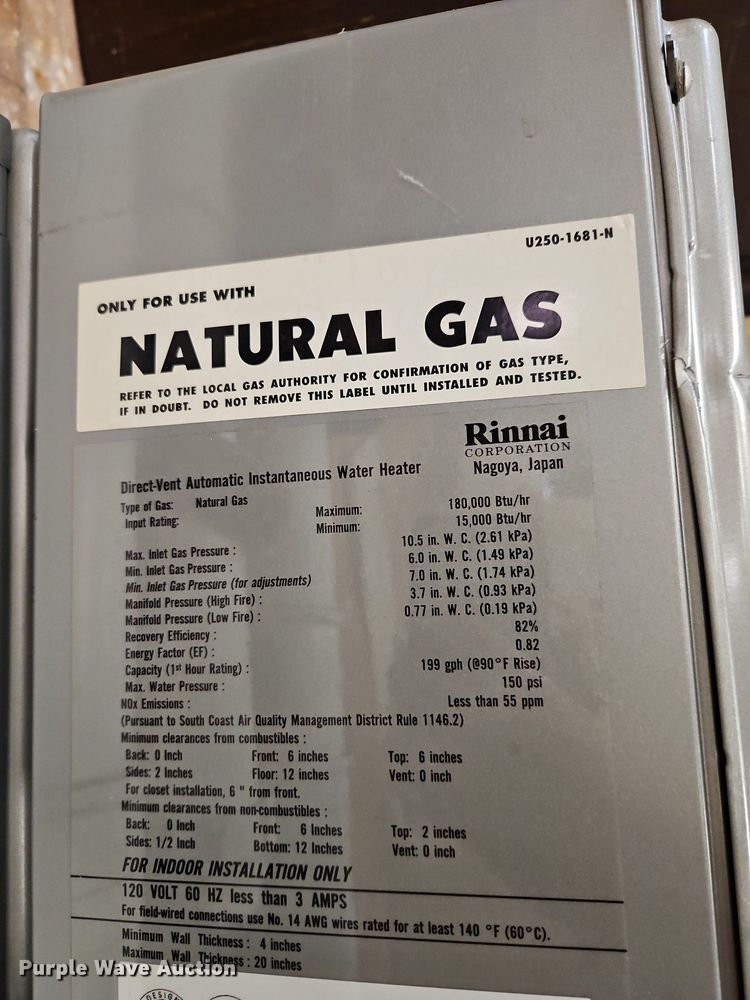 U250-1681-N
ONLY FOR USE WITH
NATURAL GAS
REFER TO THE LOCAL GAS AUTHORITY FOR CONFIRMATION OF GAS TYPE,
IF IN DOUBT. DO NOT REMOVE THIS LABEL UNTIL INSTALLED AND TESTED.
Rinnai
CORPORATION
Nagoya, Japan
Direct-Vent Automatic Instantaneous Water Heater
Type of Gas: Natural Gas
Input Rating: Maximum: 180,000 Btu/hr
Minimum: 15,000 Btu/hr
Max. Inlet Gas Pressure : 10.5 in. W. C. (2.61 kPa)
Min. Inlet Gas Pressure : 6.0 in. W. C. (1.49 kPa)
Min. Inlet Gas Pressure (for adjustments) 7.0 in. W. C. (1.74 kPa)
Manifold Pressure (High Fire) : 3.7 in. W. C. (0.93 kPa)
Manifold Pressure (Low Fire) : 0.77 in. W. C. (0.19 kPa)
Recovery Efficiency : 82%
Energy Factor (EF) : 0.82
Capacity (1st Hour Rating) : 199 gph (@90°F Rise)
Max. Water Pressure : 150 psi
NOx Emissions : Less than 55 ppm
(Pursuant to South Coast Air Quality Management District Rule 1146.2)
Minimum clearances from combustibles :
Back: 0 Inch Front: 6 inches Top: 6 inches
Sides: 2 Inches Floor: 12 inches Vent: 0 inch
For closet installation, 6 " from front.
Minimum clearances from non-combustibles :
Back: 0 Inch Front: 6 Inches Top: 2 inches
Sides: 1/2 Inch Bottom: 12 Inches Vent: 0 inch
FOR INDOOR INSTALLATION ONLY
120 VOLT 60 HZ less than 3 AMPS
For field-wired connections use No. 14 AWG wires rated for at least 140 °F (60°C).
Minimum Wall Thickness : 4 inches
Maximum Wall Thickness : 20 inches
Purple Wave Auction
DESIGN